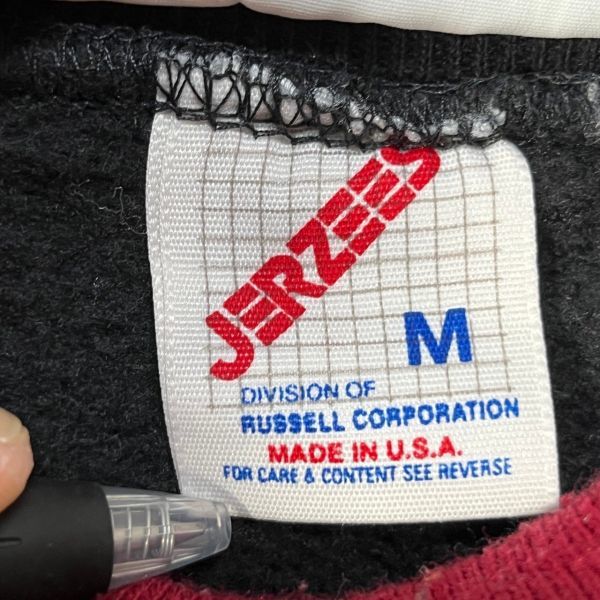 JERZEES
M
DIVISION OF
RUSSELL CORPORATION
MADE IN U.S.A.
FOR CARE & CONTENT SEE REVERSE